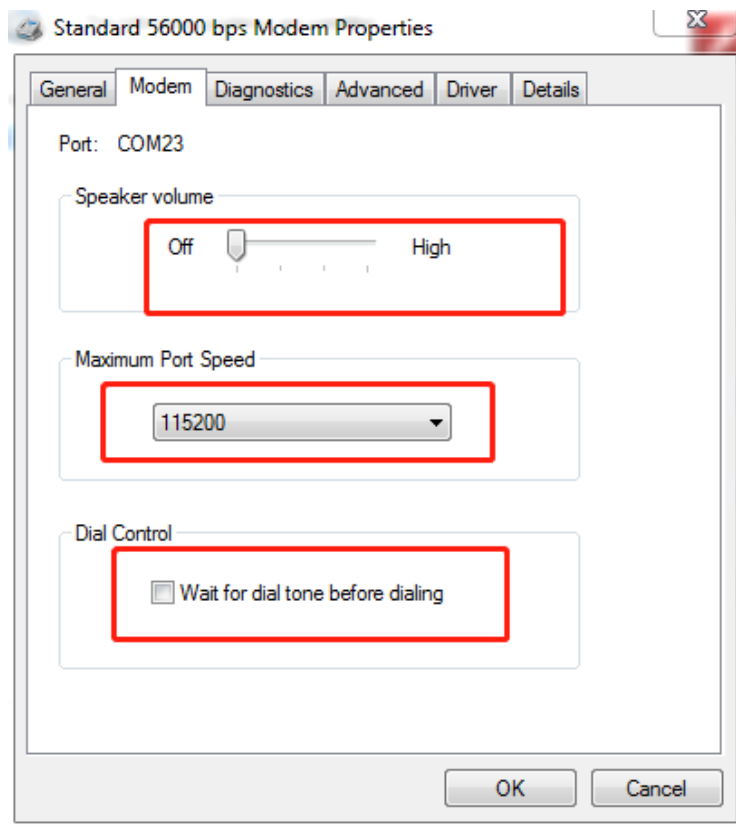 Standard 56000 bps Modem Properties
General Modem Diagnostics Advanced Driver Details
Port: COM23
Speaker volume
Off High
Maximum Port Speed
115200
Dial Control
Wait for dial tone before dialing
OK Cancel